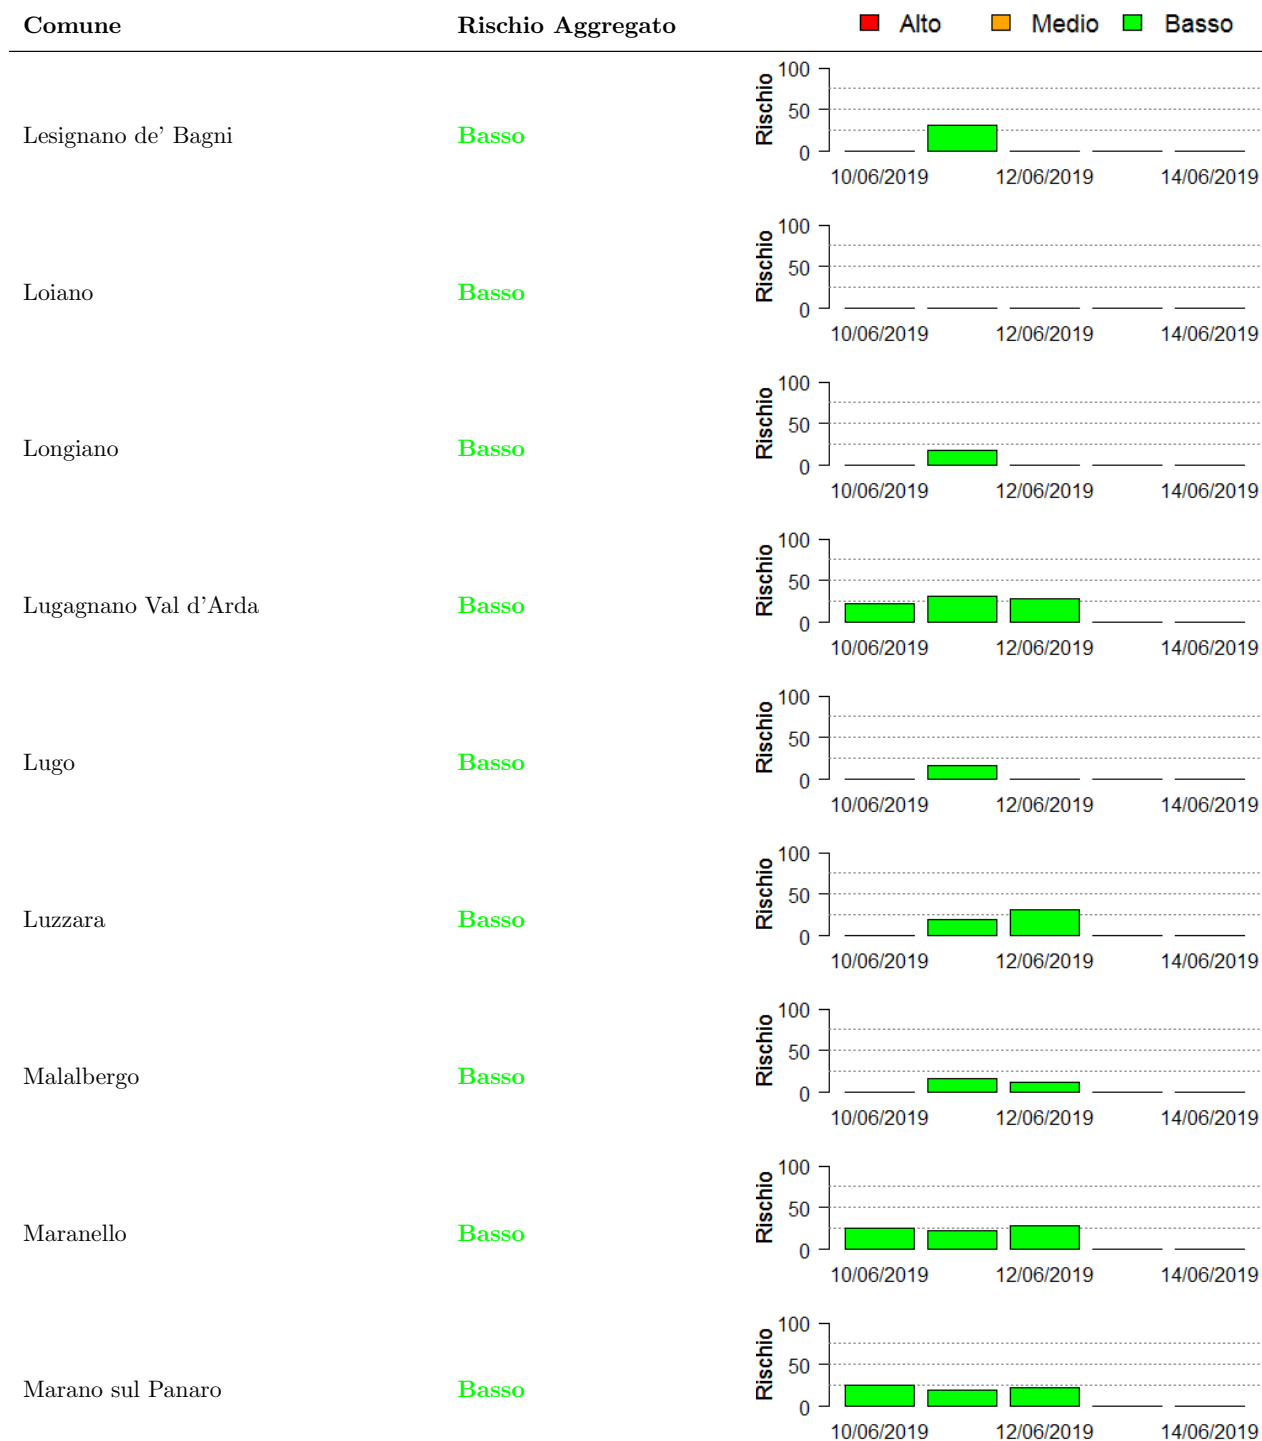 Comune Rischio Aggregato Alto Medio Basso
Lesignano de' Bagni Basso Rischio 100 50 0
10/06/2019 12/06/2019 14/06/2019
Loiano Basso Rischio 100 50 0
10/06/2019 12/06/2019 14/06/2019
Longiano Basso Rischio 100 50 0
10/06/2019 12/06/2019 14/06/2019
Lugagnano Val d'Arda Basso Rischio 100 50 0
10/06/2019 12/06/2019 14/06/2019
Lugo Basso Rischio 100 50 0
10/06/2019 12/06/2019 14/06/2019
Luzzara Basso Rischio 100 50 0
10/06/2019 12/06/2019 14/06/2019
Malalbergo Basso Rischio 100 50 0
10/06/2019 12/06/2019 14/06/2019
Maranello Basso Rischio 100 50 0
10/06/2019 12/06/2019 14/06/2019
Marano sul Panaro Basso Rischio 100 50 0
10/06/2019 12/06/2019 14/06/2019